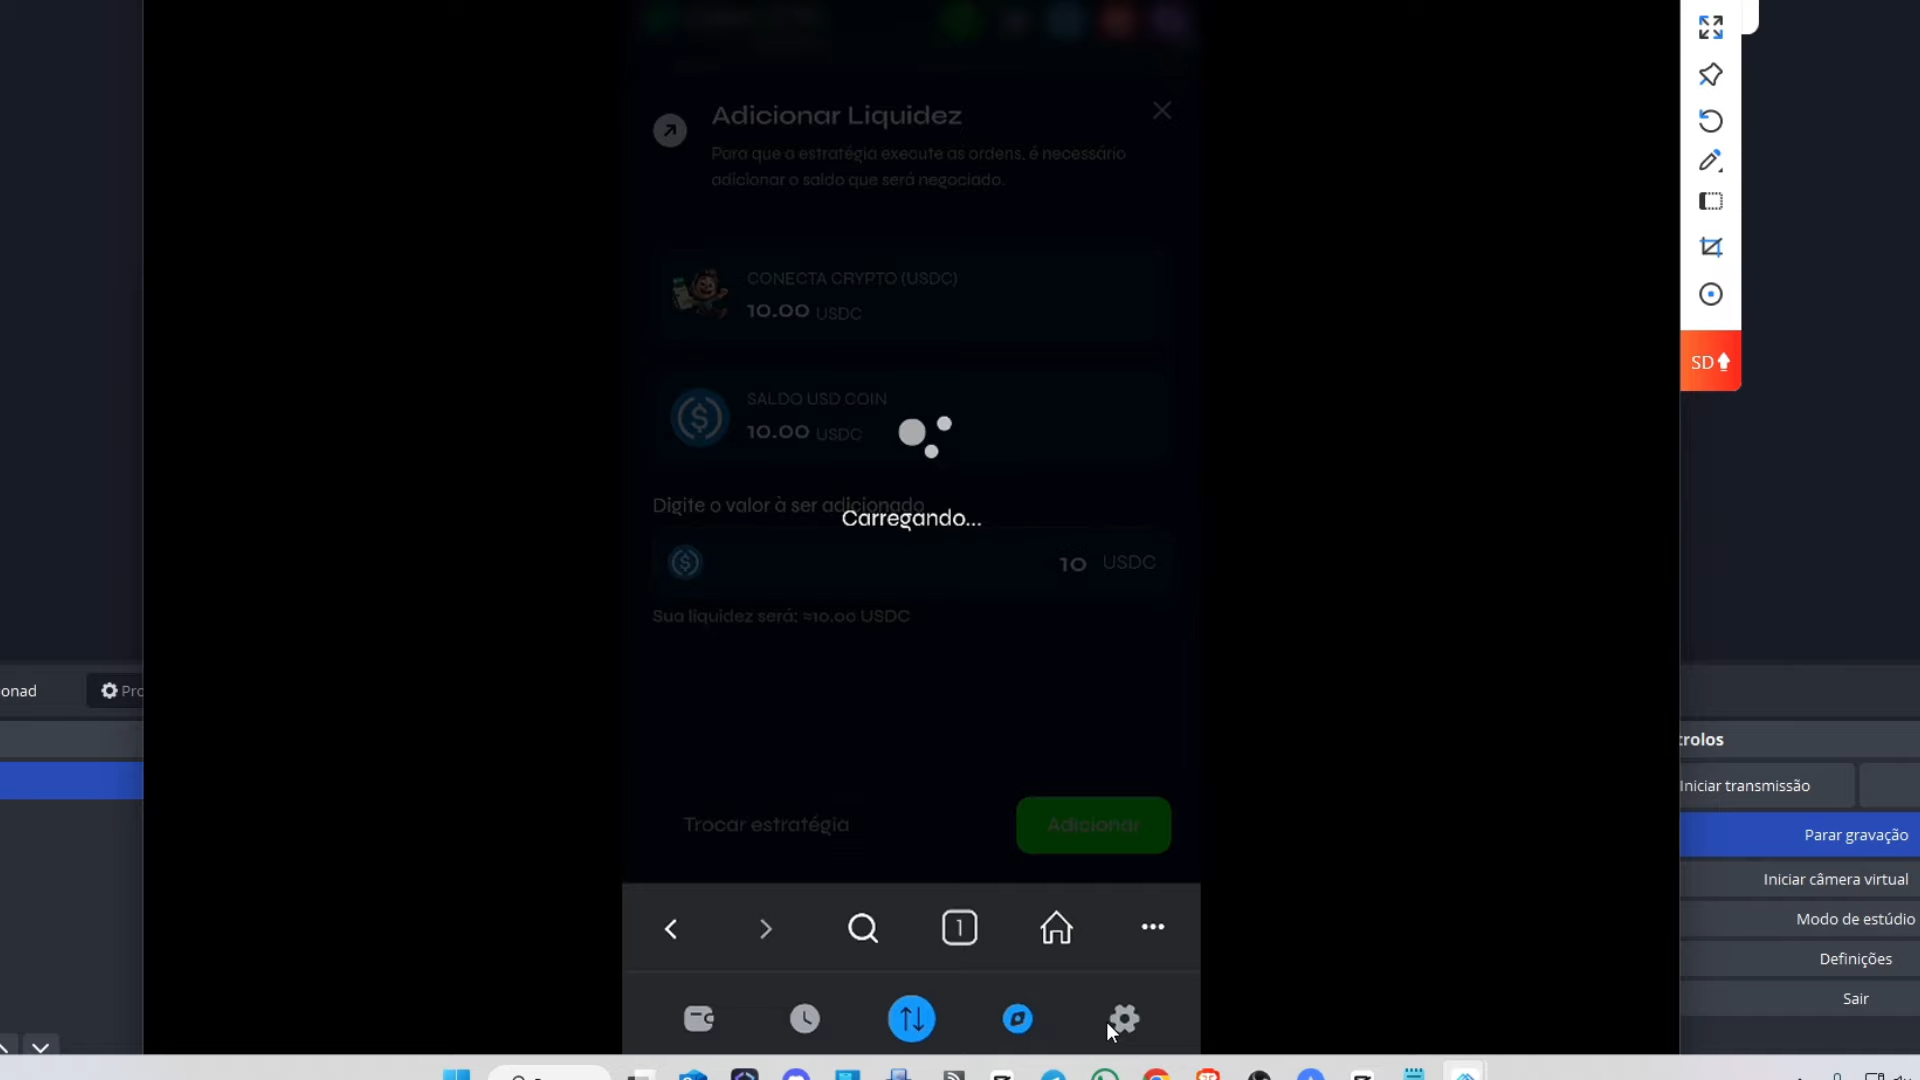 Adicionar Liquidez
Para que a estratégia execute as ordens, é necessário
adicionar o saldo que será negociado.
CONECTA CRYPTO (USDC)
10.00 USDC
SALDO USD COIN
10.00 USDC
Digite o valor à ser adicionado
Carregando...
10 USDC
Sua liquidez será: ≈10.00 USDC
Trocar estratégia
Adicionar
1
SD
onad
Pro
trolos
Iniciar transmissão
Parar gravação
Iniciar câmera virtual
Modo de estúdio
Definições
Sair